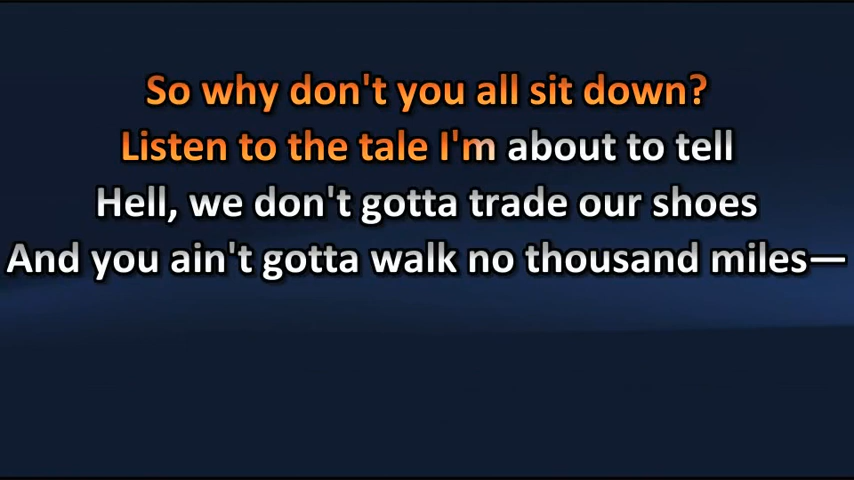 So why don't you all sit down?
Listen to the tale I'm about to tell
Hell, we don't gotta trade our shoes
And you ain't gotta walk no thousand miles—